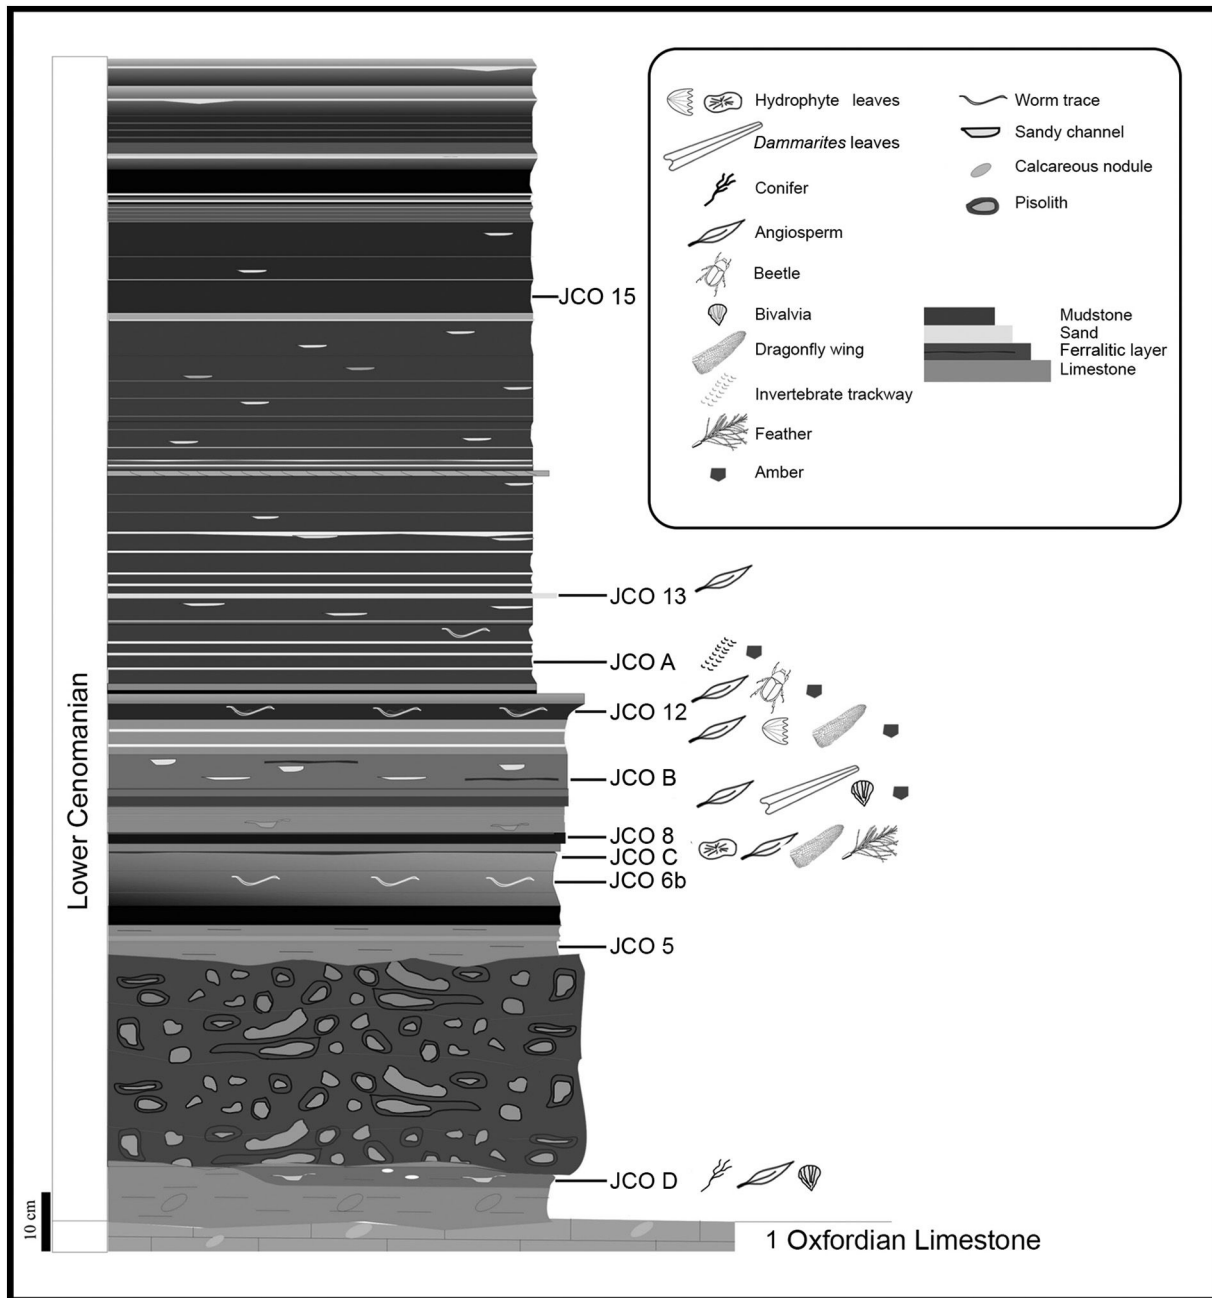 Hydrophyte leaves
Dammarites leaves
Conifer
Angiosperm
Beetle
Bivalvia
Dragonfly wing
Invertebrate trackway
Feather
Amber
Worm trace
Sandy channel
Calcareous nodule
Pisolith
Mudstone
Sand
Ferralitic layer
Limestone
Lower Cenomanian
JCO 15
JCO 13
JCO A
JCO 12
JCO B
JCO 8
JCO C
JCO 6b
JCO 5
JCO D
10 cm
1 Oxfordian Limestone